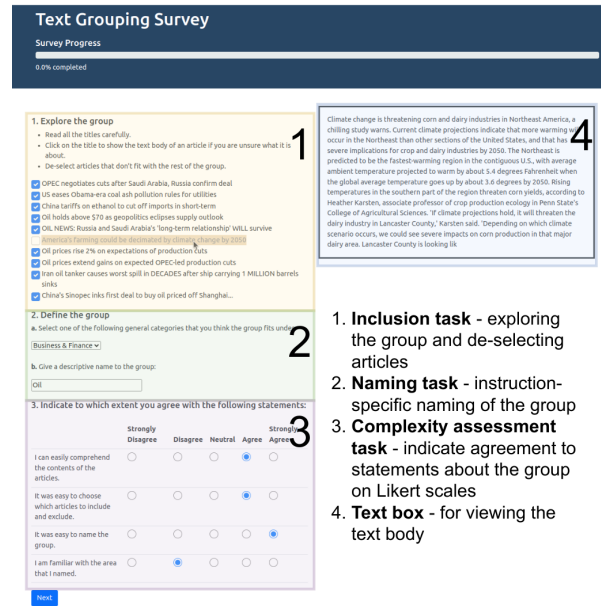 Text Grouping Survey
Survey Progress
0.0% completed
1. Explore the group
• Read all the titles carefully.
• Click on the title to show the text body of an article if you are unsure what it is
about.
• De-select articles that don't fit with the rest of the group.
1
OPEC negotiates cuts after Saudi Arabia, Russia confirm deal
US eases Obama-era coal ash pollution rules for utilities
China tariffs on ethanol to cut off imports in short-term
Oil holds above $70 as geopolitics eclipses supply outlook
OIL NEWS: Russia and Saudi Arabia's 'long-term relationship' WILL survive
America's farming could be decimated by climate change by 2050
Oil prices rise 2% on expectations of production cuts
Oil prices extend gains on expected OPEC-led production cuts
Iran oil tanker causes worst spill in DECADES after ship carrying 1 MILLION barrels
sinks
China's Sinopec inks first deal to buy oil priced off Shanghai...
2. Define the group
a. Select one of the following general categories that you think the group fits under
Business & Finance
2
b. Give a descriptive name to the group:
Oil
3. Indicate to which extent you agree with the following statements:
3
Strongly Disagree Disagree Neutral Agree Strongly Agree
I can easily comprehend
the contents of the
articles.
It was easy to choose
which articles to include
and exclude.
It was easy to name the
group.
I am familiar with the area
that I named.
Next
Climate change is threatening corn and dairy industries in Northeast America, a
chilling study warns. Current climate projections indicate that more warming will
occur in the Northeast than other sections of the United States, and that has
severe implications for crop and dairy industries by 2050. The Northeast is
predicted to be the fastest-warming region in the contiguous U.S., with average
ambient temperature projected to warm by about 5.4 degrees Fahrenheit when
the global average temperature goes up by about 3.6 degrees by 2050. Rising
temperatures in the southern part of the region threaten corn yields, according to
Heather Karsten, associate professor of crop production ecology in Penn State's
College of Agricultural Sciences. 'If climate projections hold, it will threaten the
dairy industry in Lancaster County,' Karsten said. 'Depending on which climate
scenario occurs, we could see severe impacts on corn production in that major
dairy area. Lancaster County is looking lik
4
1. Inclusion task - exploring
the group and de-selecting
articles
2. Naming task - instruction-
specific naming of the group
3. Complexity assessment
task - indicate agreement to
statements about the group
on Likert scales
4. Text box - for viewing the
text body